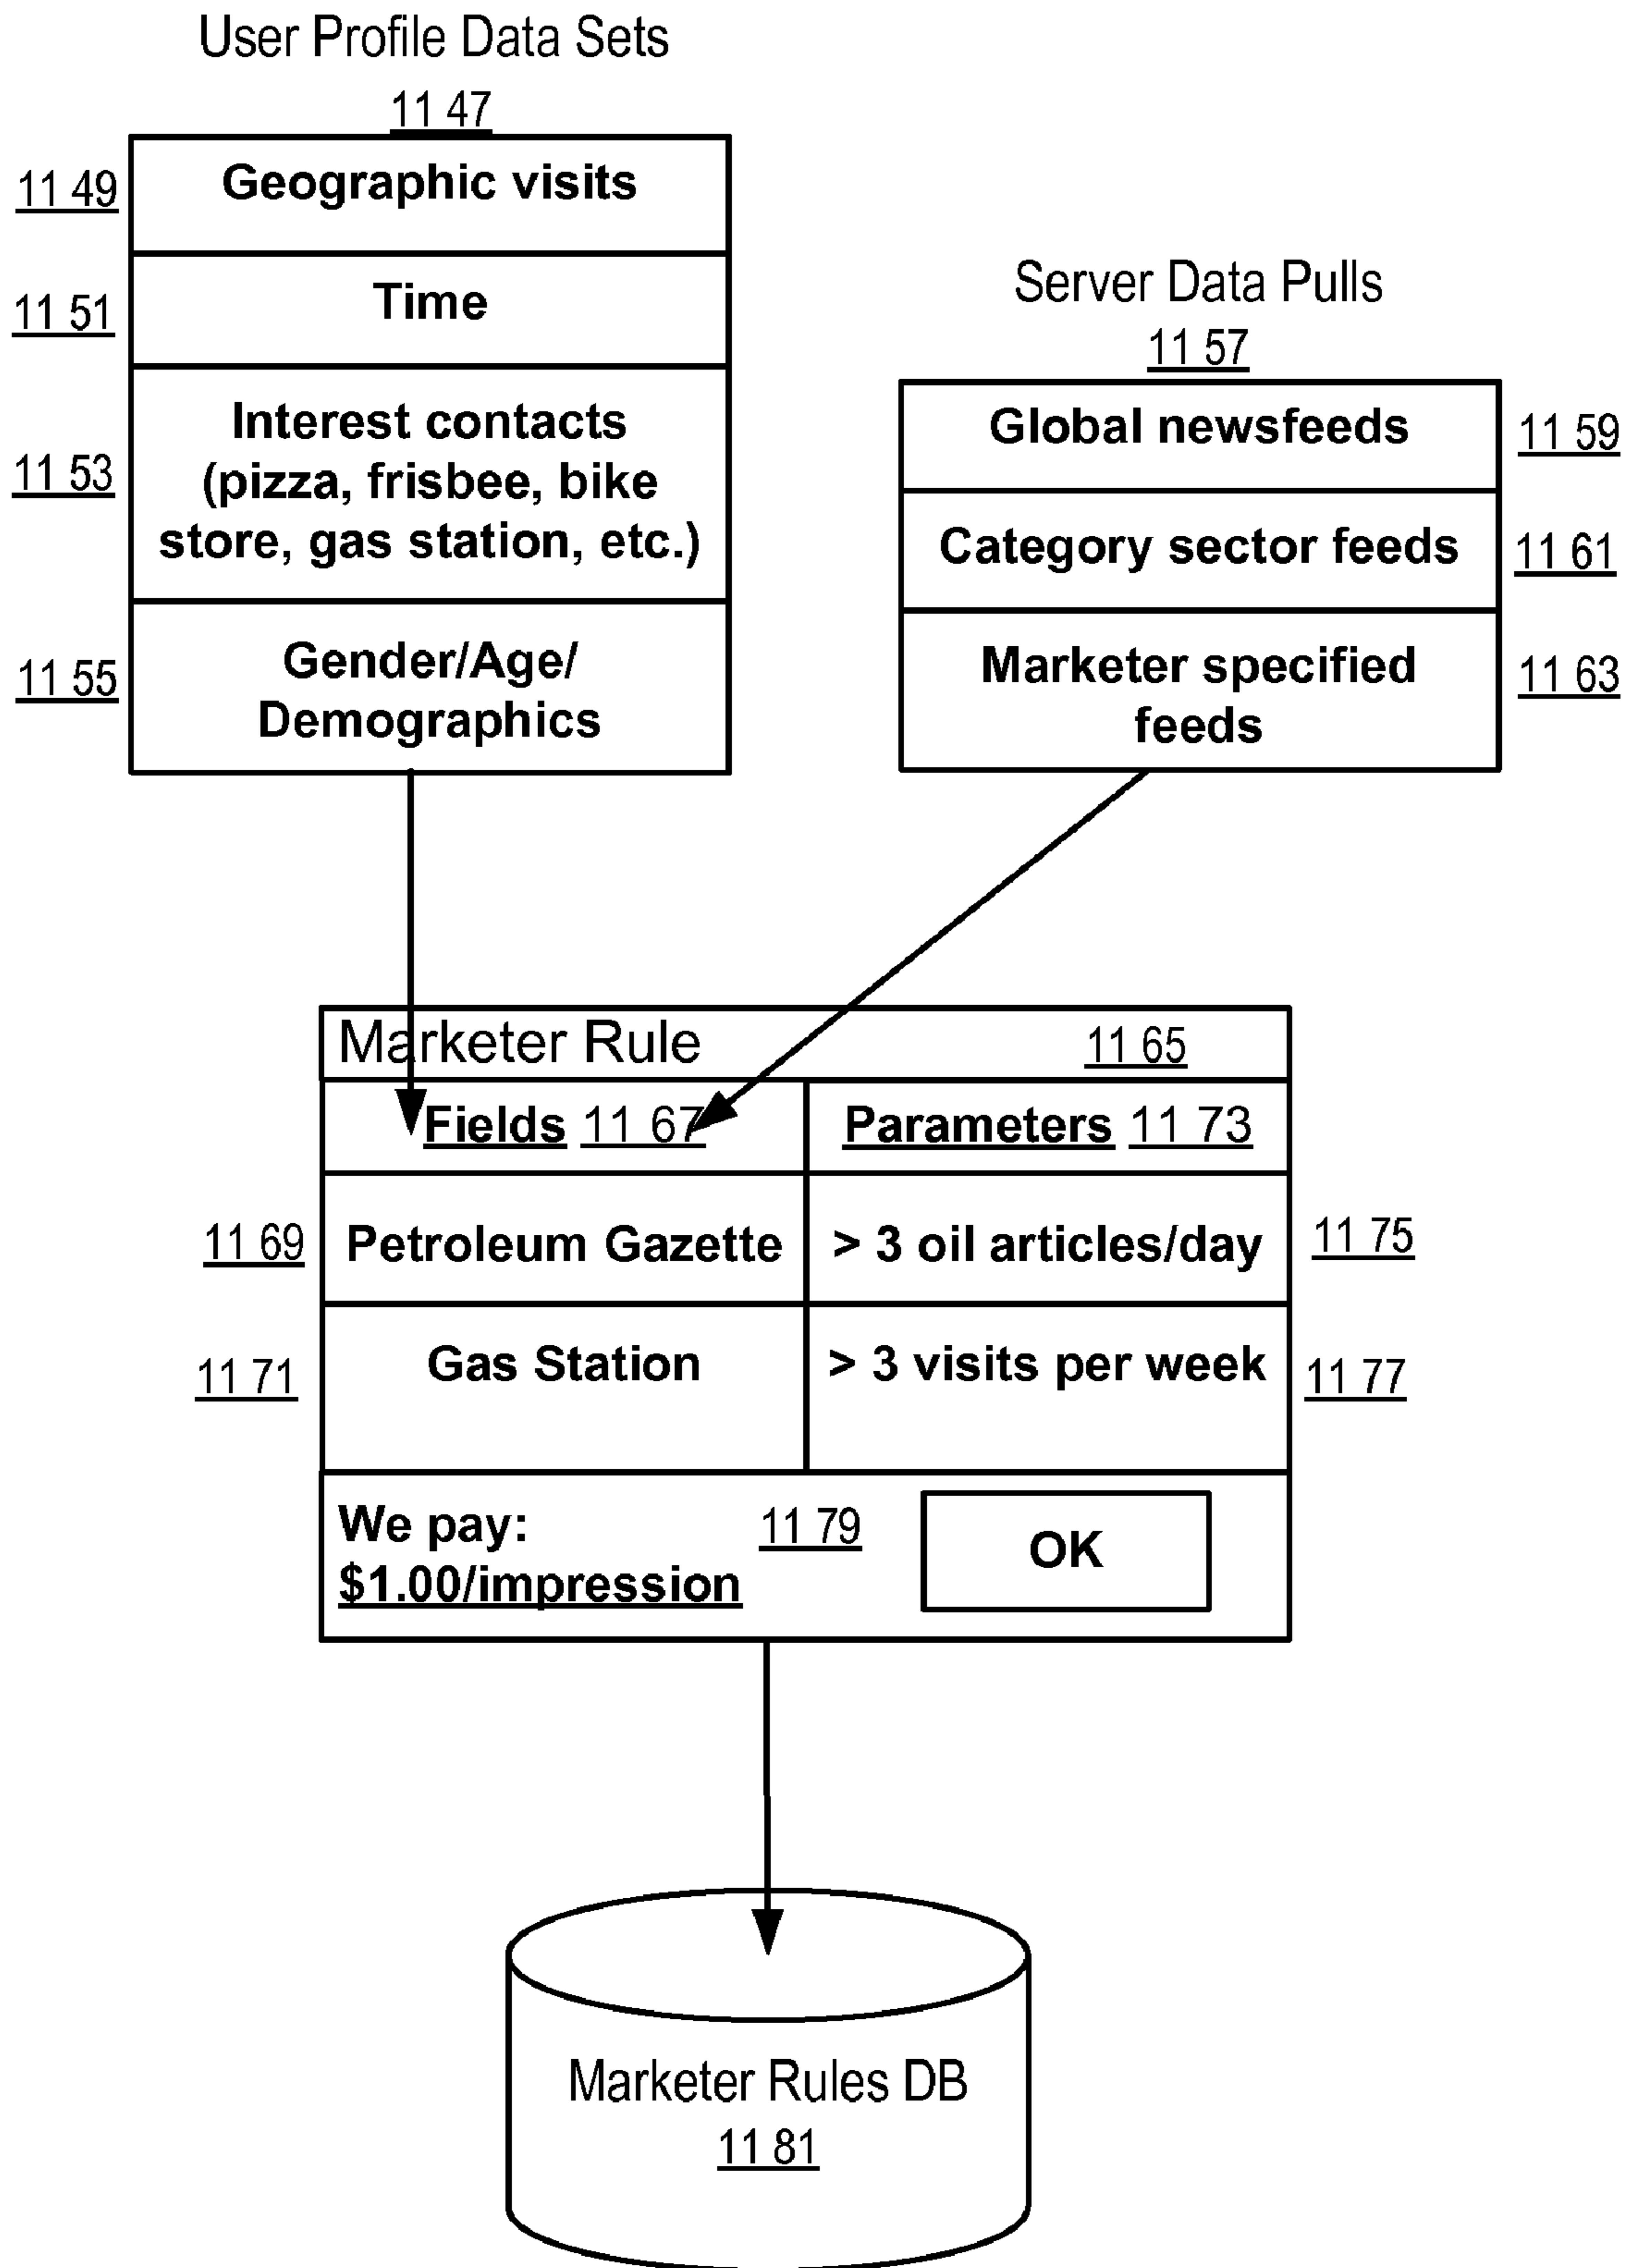 User Profile Data Sets
11 47
11 49
Geographic visits
11 51
Time
11 53
Interest contacts
(pizza, frisbee, bike
store, gas station, etc.)
11 55
Gender/Age/
Demographics
Server Data Pulls
11 57
Global newsfeeds
11 59
Category sector feeds
11 61
Marketer specified
feeds
11 63
Marketer Rule 11 65
Fields 11 67
Parameters 11 73
11 69
Petroleum Gazette
> 3 oil articles/day
11 75
11 71
Gas Station
> 3 visits per week
11 77
We pay:
$1.00/impression
11 79
OK
Marketer Rules DB
11 81